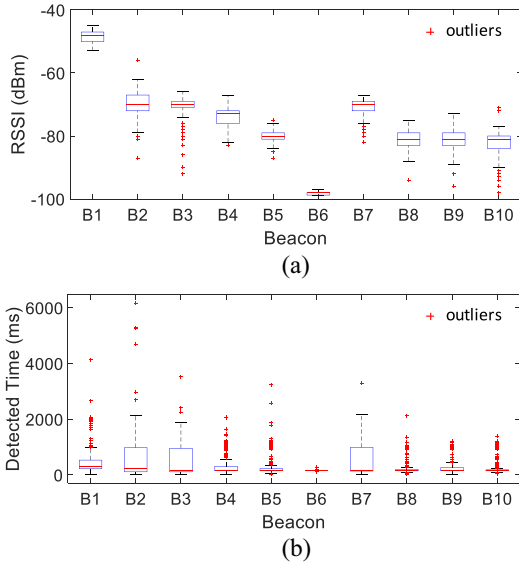 -40
-60
-80
-100
RSSI (dBm)
+ outliers
B1 B2 B3 B4 B5 B6 B7 B8 B9 B10
Beacon
(a)
6000
4000
2000
0
Detected Time (ms)
+ outliers
B1 B2 B3 B4 B5 B6 B7 B8 B9 B10
Beacon
(b)